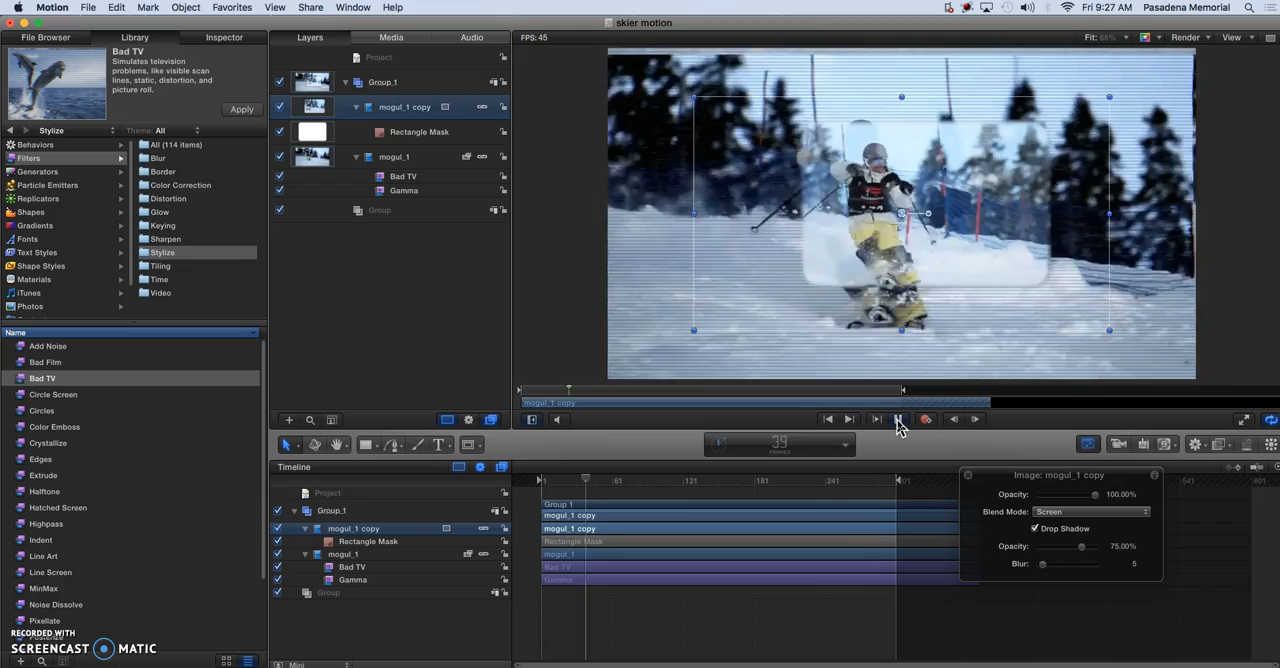 Motion File Edit Mark Object Favorites View Share Window Help Fri 9:27 AM Pasadena Memorial
skier motion
File Browser Library Inspector
Layers Media Audio
FPS: 45 Fit: 68% Render View
Bad TV
Simulates television
problems, like visible scan
lines, static, distortion, and
picture roll.
Apply
Stylize Theme: All
Behaviors
Filters
Generators
Particle Emitters
Replicators
Shapes
Gradients
Fonts
Text Styles
Shape Styles
Materials
iTunes
Photos
All (114 items)
Blur
Border
Color Correction
Distortion
Glow
Keying
Sharpen
Stylize
Tiling
Time
Video
Name
Add Noise
Bad Film
Bad TV
Circle Screen
Circles
Color Emboss
Crystallize
Edges
Extrude
Halftone
Hatched Screen
Highpass
Indent
Line Art
Line Screen
MinMax
Noise Dissolve
Pixellate
RECORDED WITH
SCREENCAST MATIC
Project
Group_1
mogul_1 copy
Rectangle Mask
mogul_1
Bad TV
Gamma
Group
mogul_1 copy
39
FRAMES
Timeline
1 61 121 181 241 301 541 601
Project
Group_1
mogul_1 copy
Rectangle Mask
mogul_1
Bad TV
Gamma
Group
Group 1
mogul_1 copy
mogul_1 copy
Rectangle Mask
mogul_1
Bad TV
Gamma
Image: mogul_1 copy
Opacity: 100.00%
Blend Mode: Screen
Drop Shadow
Opacity: 75.00%
Blur: 5
Mini